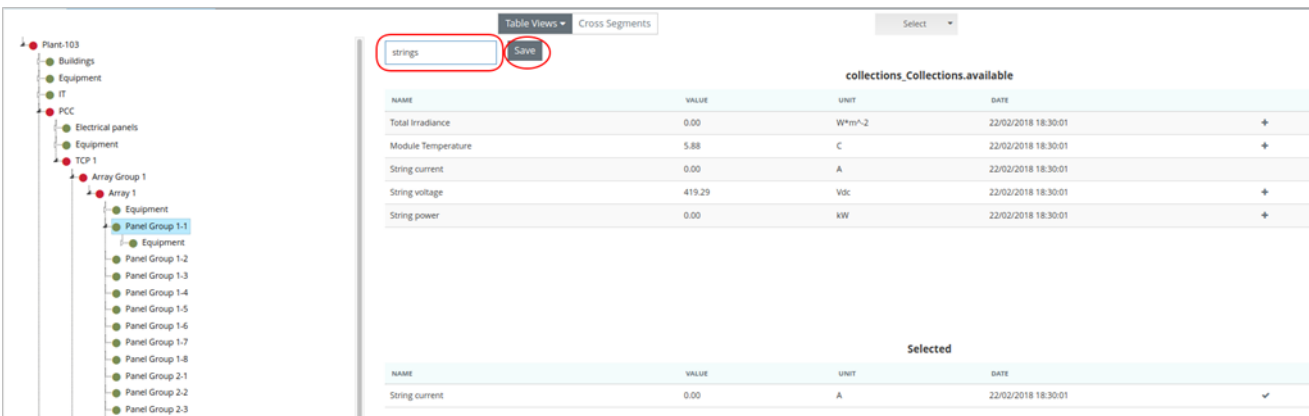 Table Views Cross Segments Select
Plant-103
Buildings
Equipment
IT
PCC
Electrical panels
Equipment
TCP 1
Array Group 1
Array 1
Equipment
Panel Group 1-1
Equipment
Panel Group 1-2
Panel Group 1-3
Panel Group 1-4
Panel Group 1-5
Panel Group 1-6
Panel Group 1-7
Panel Group 1-8
Panel Group 2-1
Panel Group 2-2
Panel Group 2-3
strings Save
collections_Collections.available
NAME VALUE UNIT DATE
Total Irradiance 0.00 W*m^-2 22/02/2018 18:30:01 +
Module Temperature 5.88 C 22/02/2018 18:30:01 +
String current 0.00 A 22/02/2018 18:30:01
String voltage 419.29 Vdc 22/02/2018 18:30:01 +
String power 0.00 kW 22/02/2018 18:30:01 +
Selected
NAME VALUE UNIT DATE
String current 0.00 A 22/02/2018 18:30:01 ✓